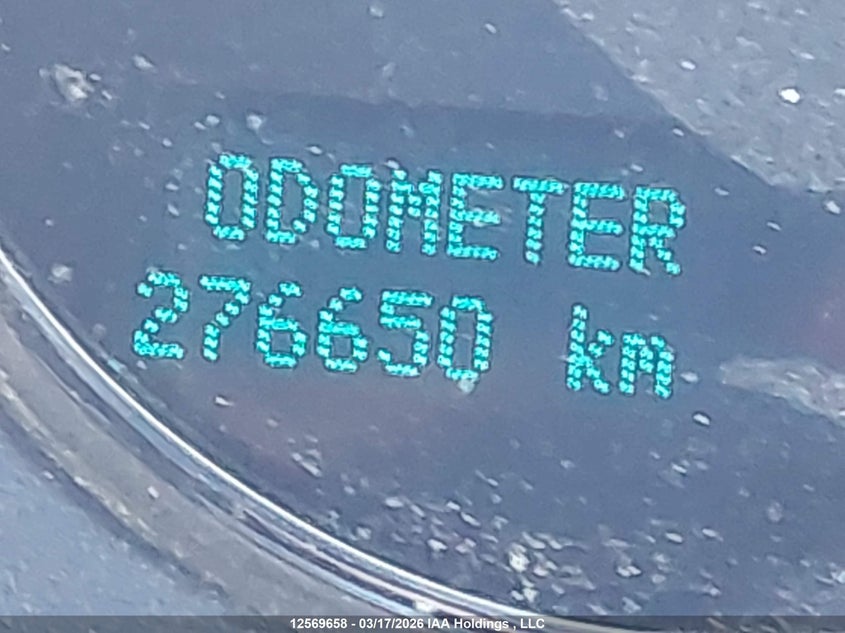 ODOMETER
276650 km
12569658 - 03/17/2026 IAA Holdings , LLC